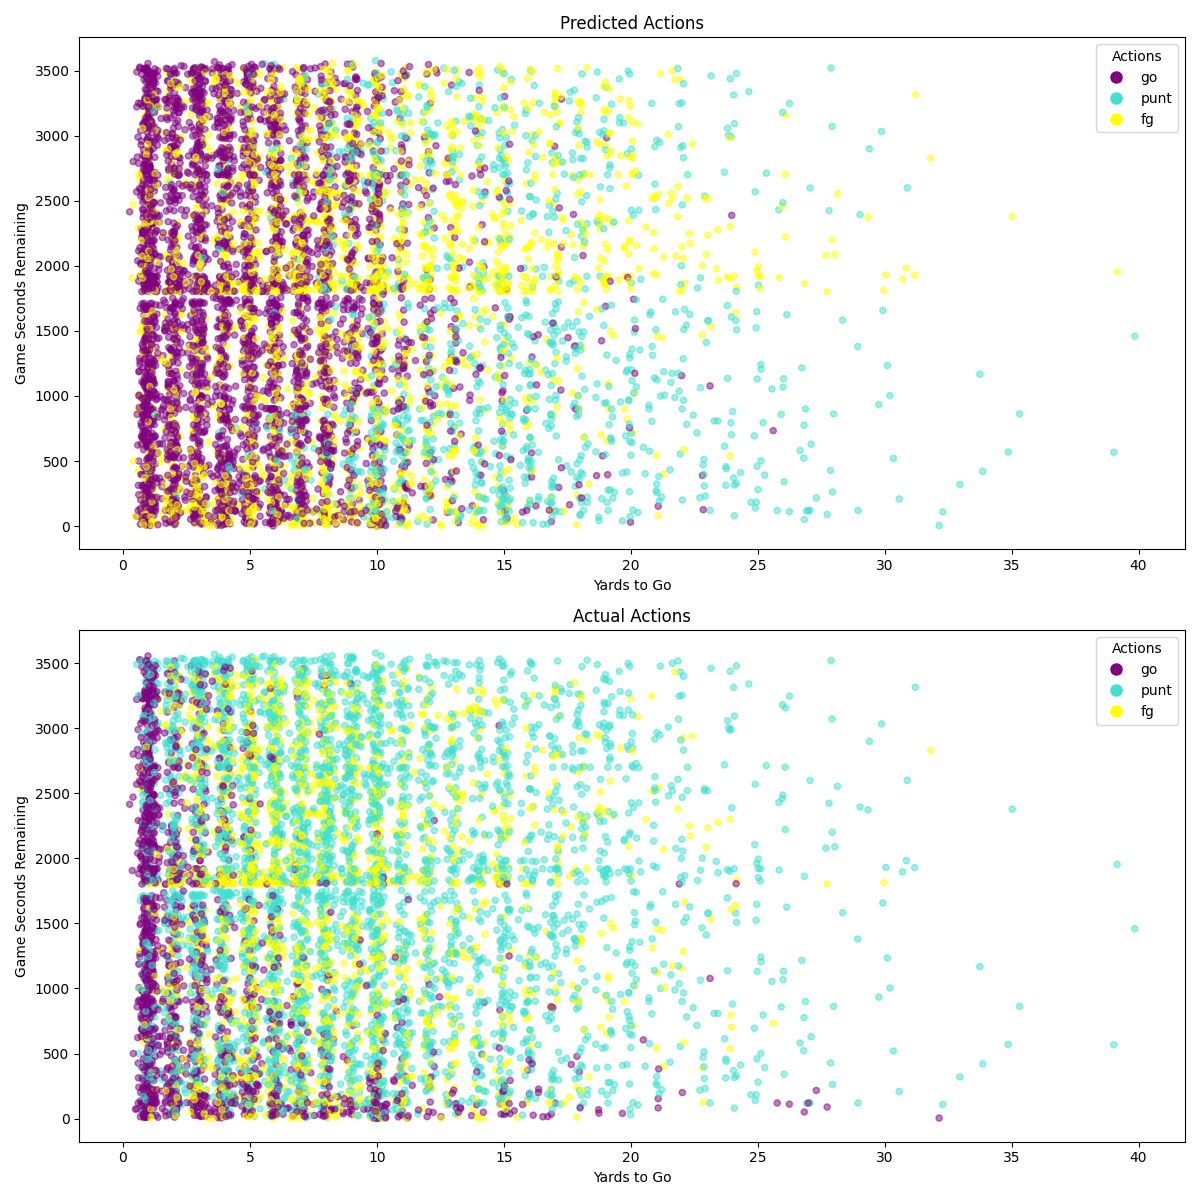 Predicted Actions
Game Seconds Remaining
3500
3000
2500
2000
1500
1000
500
0
0 5 10 15 20 25 30 35 40
Yards to Go
Actions
go
punt
fg
Actual Actions
Game Seconds Remaining
3500
3000
2500
2000
1500
1000
500
0
0 5 10 15 20 25 30 35 40
Yards to Go
Actions
go
punt
fg